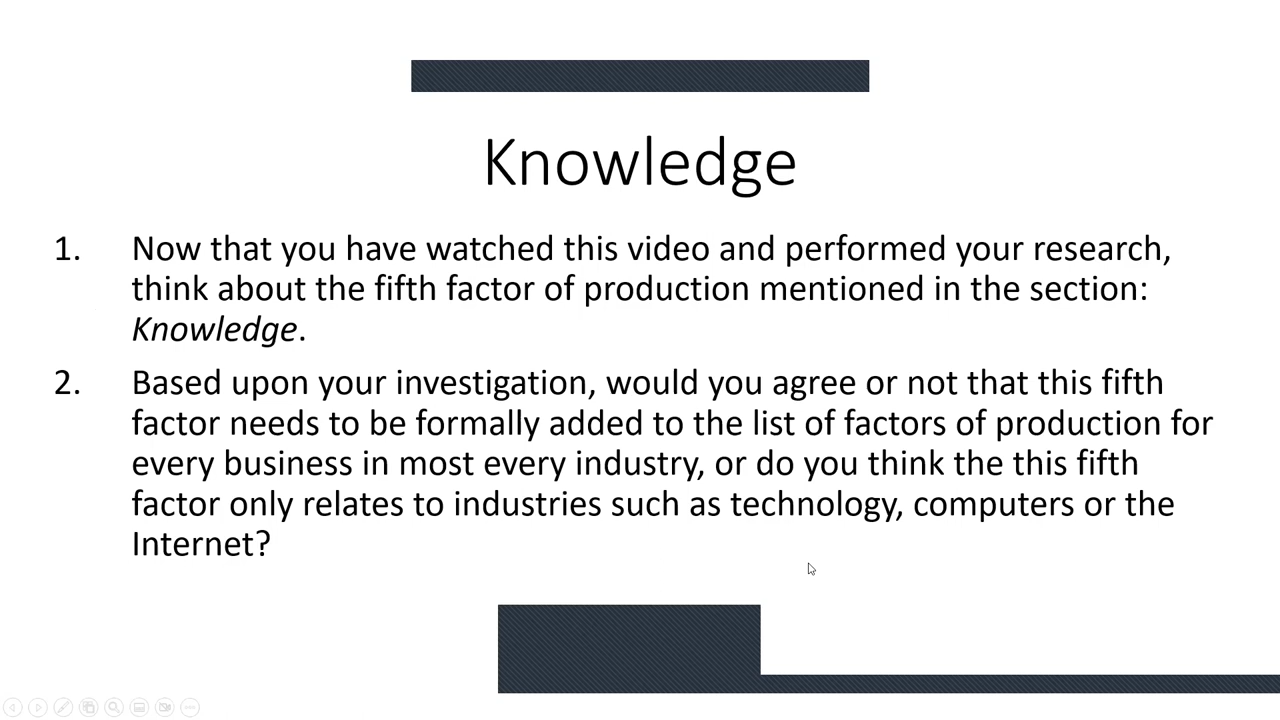 Knowledge
1. Now that you have watched this video and performed your research,
think about the fifth factor of production mentioned in the section:
Knowledge.
2. Based upon your investigation, would you agree or not that this fifth
factor needs to be formally added to the list of factors of production for
every business in most every industry, or do you think the this fifth
factor only relates to industries such as technology, computers or the
Internet?